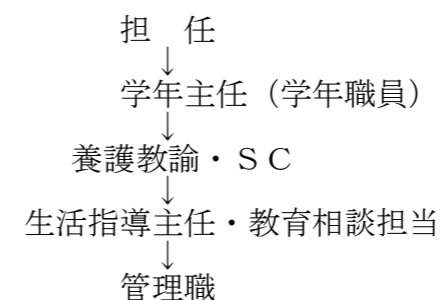 担　任
↓
学年主任（学年職員）
↓
養護教諭・ＳＣ
↓
生活指導主任・教育相談担当
↓
管理職